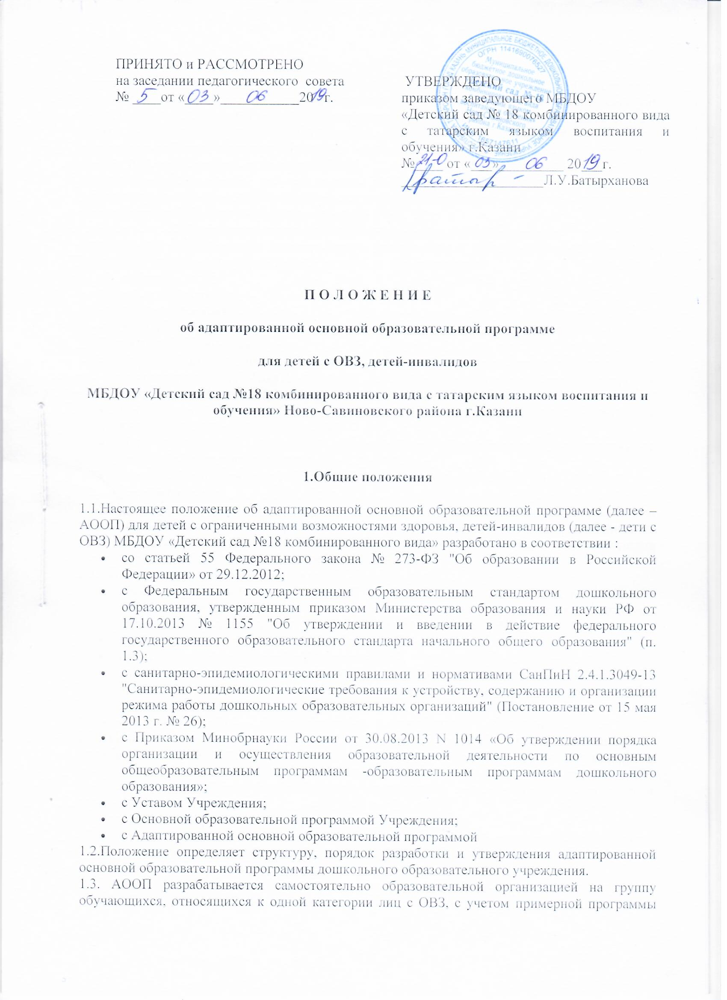 ПРИНЯТО и РАССМОТРЕНО
на заседании педагогического совета
№ 5 от «03» 06 2019г.
УТВЕРЖДЕНО
приказом заведующего МБДОУ
«Детский сад № 18 комбинированного вида
с татарским языком воспитания и
обучения» г.Казани
№ 21-О от «03» 06 2019г.
Л.У.Батырханова
ОГРН 1141690076527
Муниципальное
бюджетное дошкольное
образовательное учреждение
1657147611
П О Л О Ж Е Н И Е
об адаптированной основной образовательной программе
для детей с ОВЗ, детей-инвалидов
МБДОУ «Детский сад №18 комбинированного вида с татарским языком воспитания и
обучения» Ново-Савиновского района г.Казани
1.Общие положения
1.1.Настоящее положение об адаптированной основной образовательной программе (далее –
АООП) для детей с ограниченными возможностями здоровья, детей-инвалидов (далее - дети с
ОВЗ) МБДОУ «Детский сад №18 комбинированного вида» разработано в соответствии :
• со статьей 55 Федерального закона № 273-ФЗ "Об образовании в Российской
Федерации» от 29.12.2012;
• с Федеральным государственным образовательным стандартом дошкольного
образования, утвержденным приказом Министерства образования и науки РФ от
17.10.2013 № 1155 "Об утверждении и введении в действие федерального
государственного образовательного стандарта начального общего образования" (п.
1.3);
• с санитарно-эпидемиологическими правилами и нормативами СанПиН 2.4.1.3049-13
"Санитарно-эпидемиологические требования к устройству, содержанию и организации
режима работы дошкольных образовательных организаций" (Постановление от 15 мая
2013 г. № 26);
• с Приказом Минобрнауки России от 30.08.2013 N 1014 «Об утверждении порядка
организации и осуществления образовательной деятельности по основным
общеобразовательным программам -образовательным программам дошкольного
образования»;
• с Уставом Учреждения;
• с Основной образовательной программой Учреждения;
• с Адаптированной основной образовательной программой
1.2.Положение определяет структуру, порядок разработки и утверждения адаптированной
основной образовательной программы дошкольного образовательного учреждения.
1.3. АООП разрабатывается самостоятельно образовательной организацией на группу
обучающихся, относящихся к одной категории лиц с ОВЗ, с учетом примерной программы